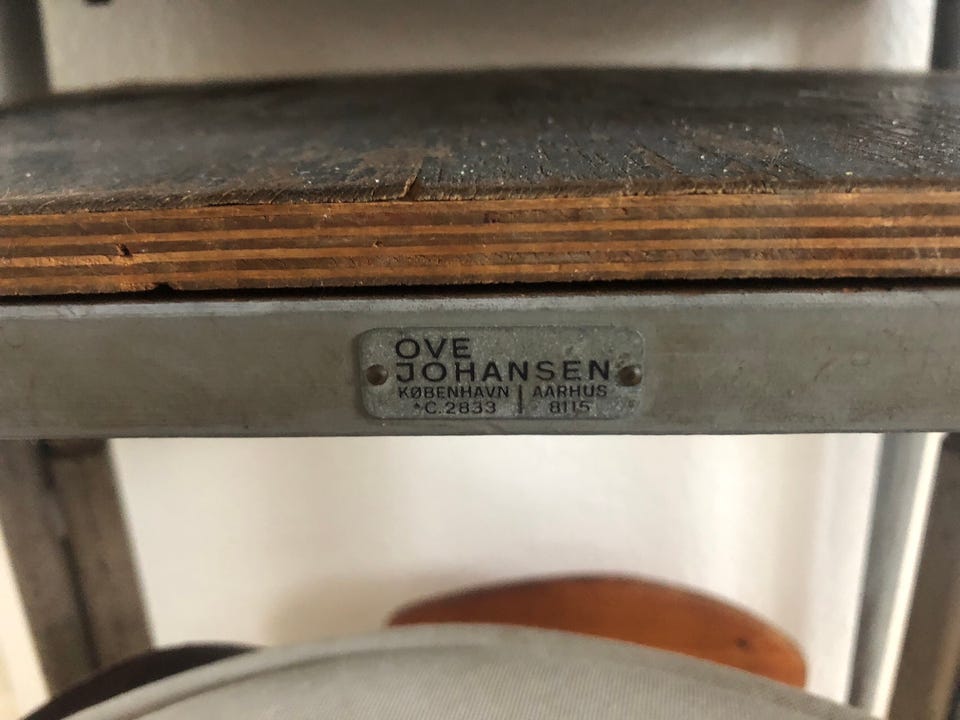 OVE
JOHANSEN
KØBENHAVN | AARHUS
*C.2833 | 8115